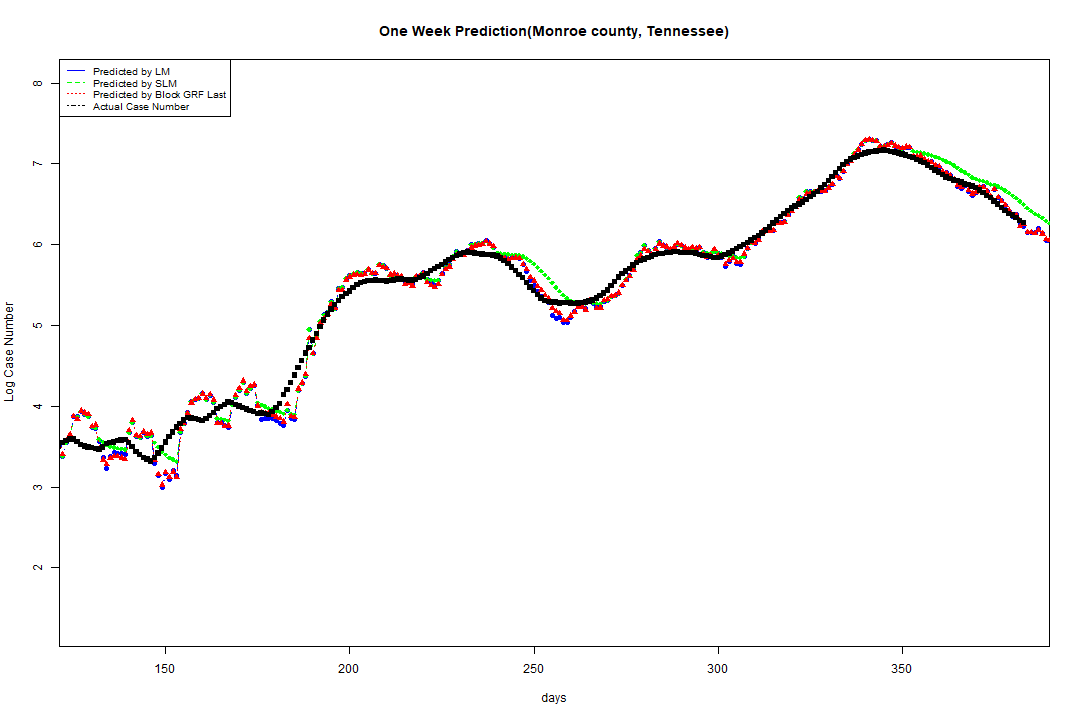 One Week Prediction(Monroe county, Tennessee)
Predicted by LM
Predicted by SLM
Predicted by Block GRF Last
Actual Case Number
8
7
6
5
4
3
2
Log Case Number
150 200 250 300 350
days